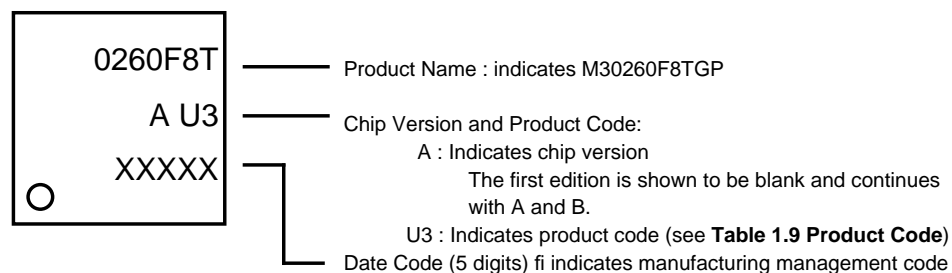 0260F8T
Product Name : indicates M30260F8TGP
A U3
Chip Version and Product Code:
A : Indicates chip version
The first edition is shown to be blank and continues
with A and B.
XXXXX
U3 : Indicates product code (see Table 1.9 Product Code)
Date Code (5 digits) fi indicates manufacturing management code